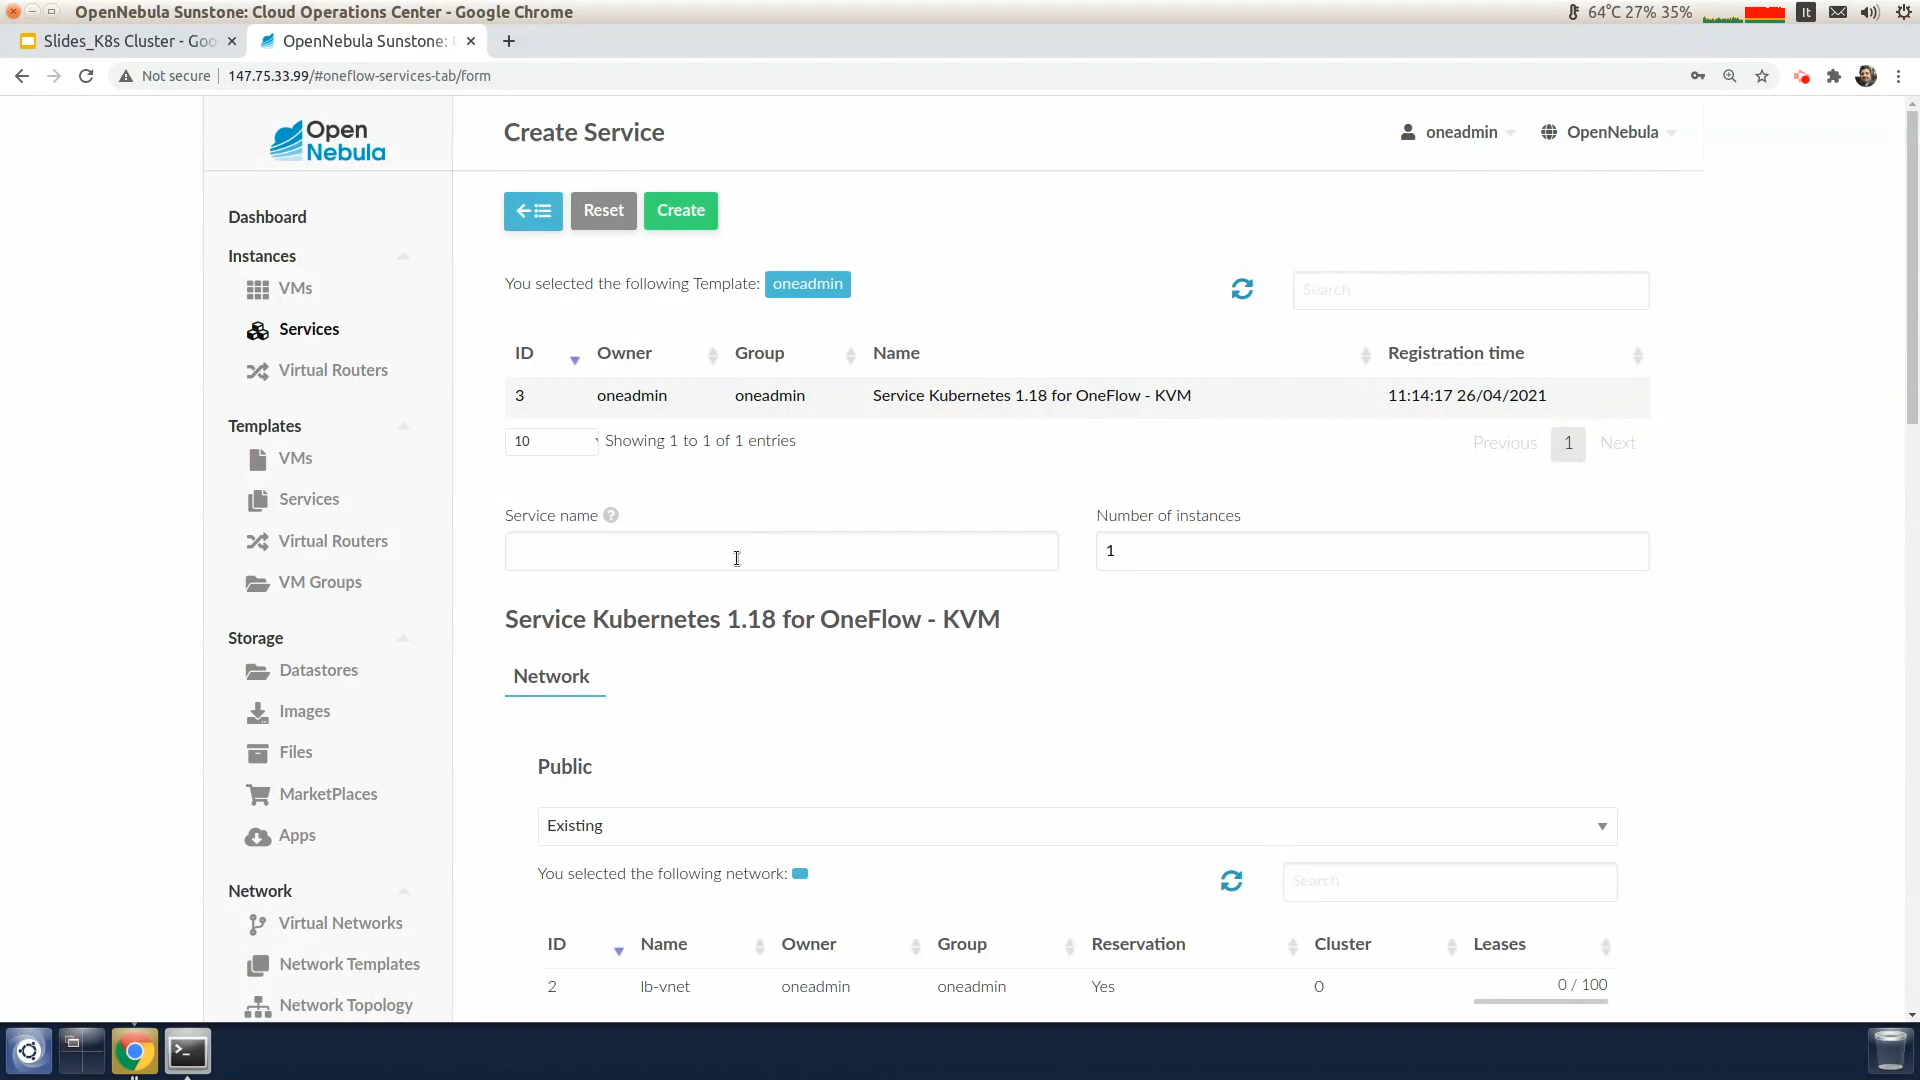 OpenNebula Sunstone: Cloud Operations Center - Google Chrome
64°C 27% 35%
It
Slides_K8s Cluster - Goo
OpenNebula Sunstone:
Not secure
147.75.33.99/#oneflow-services-tab/form
Open
Nebula
Create Service
oneadmin
OpenNebula
Reset
Create
Dashboard
Instances
VMs
Services
Virtual Routers
Templates
VMs
Services
Virtual Routers
VM Groups
Storage
Datastores
Images
Files
MarketPlaces
Apps
Network
Virtual Networks
Network Templates
Network Topology
You selected the following Template: oneadmin
Search
ID Owner Group Name Registration time
3 oneadmin oneadmin Service Kubernetes 1.18 for OneFlow - KVM 11:14:17 26/04/2021
10 Showing 1 to 1 of 1 entries
Previous 1 Next
Service name ?
Number of instances
1
Service Kubernetes 1.18 for OneFlow - KVM
Network
Public
Existing
You selected the following network:
Search
ID Name Owner Group Reservation Cluster Leases
2 lb-vnet oneadmin oneadmin Yes 0 0 / 100